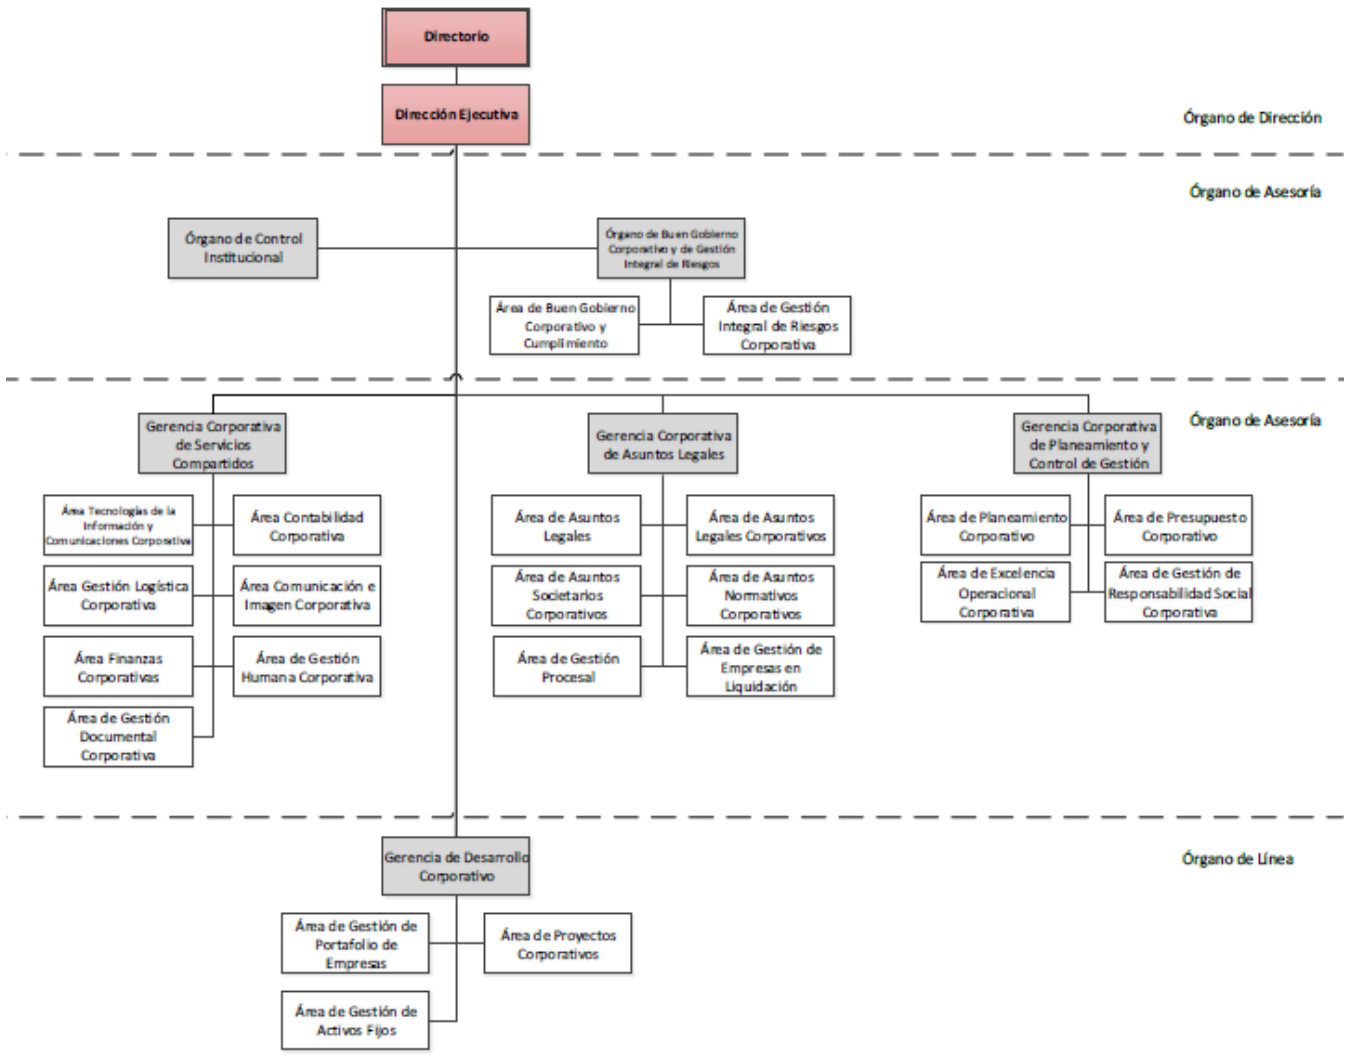 Directorio
Dirección Ejecutiva
Órgano de Dirección
Órgano de Asesoría
Órgano de Control
Institucional
Órgano de Buen Gobierno
Corporativo y de Gestión
Integral de Riesgos
Área de Buen Gobierno
Corporativo y
Cumplimiento
Área de Gestión
Integral de Riesgos
Corporativa
Órgano de Asesoría
Gerencia Corporativa
de Servicios
Compartidos
Gerencia Corporativa
de Asuntos Legales
Gerencia Corporativa
de Planeamiento y
Control de Gestión
Área Tecnologías de la
Información y
Comunicaciones Corporativa
Área Contabilidad
Corporativa
Área Gestión Logística
Corporativa
Área Comunicación e
Imagen Corporativa
Área Finanzas
Corporativas
Área de Gestión
Humana Corporativa
Área de Gestión
Documental
Corporativa
Área de Asuntos
Legales
Área de Asuntos
Legales Corporativos
Área de Asuntos
Societarios
Corporativos
Área de Asuntos
Normativos
Corporativos
Área de Gestión
Procesal
Área de Gestión de
Empresas en
Liquidación
Área de Planeamiento
Corporativo
Área de Presupuesto
Corporativo
Área de Excelencia
Operacional
Corporativa
Área de Gestión de
Responsabilidad Social
Corporativa
Órgano de Línea
Gerencia de Desarrollo
Corporativo
Área de Gestión de
Portafolio de
Empresas
Área de Proyectos
Corporativos
Área de Gestión de
Activos Fijos